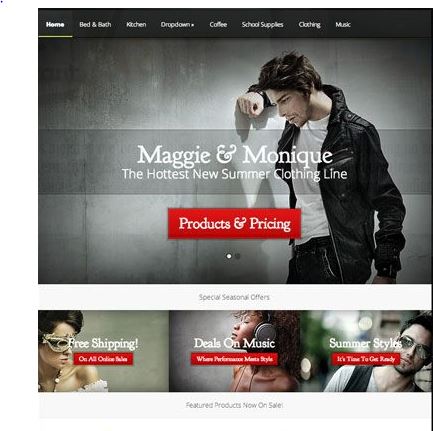 Home Bed & Bath Kitchen Dropdown » Coffee School Supplies Clothing Music
Maggie & Monique
The Hottest New Summer Clothing Line
Products & Pricing
Special Seasonal Offers
Free Shipping! Deals On Music Summer Styles
On All Online Sales Where Performance Meets Style It's Time To Get Ready
Featured Products Now On Sale!